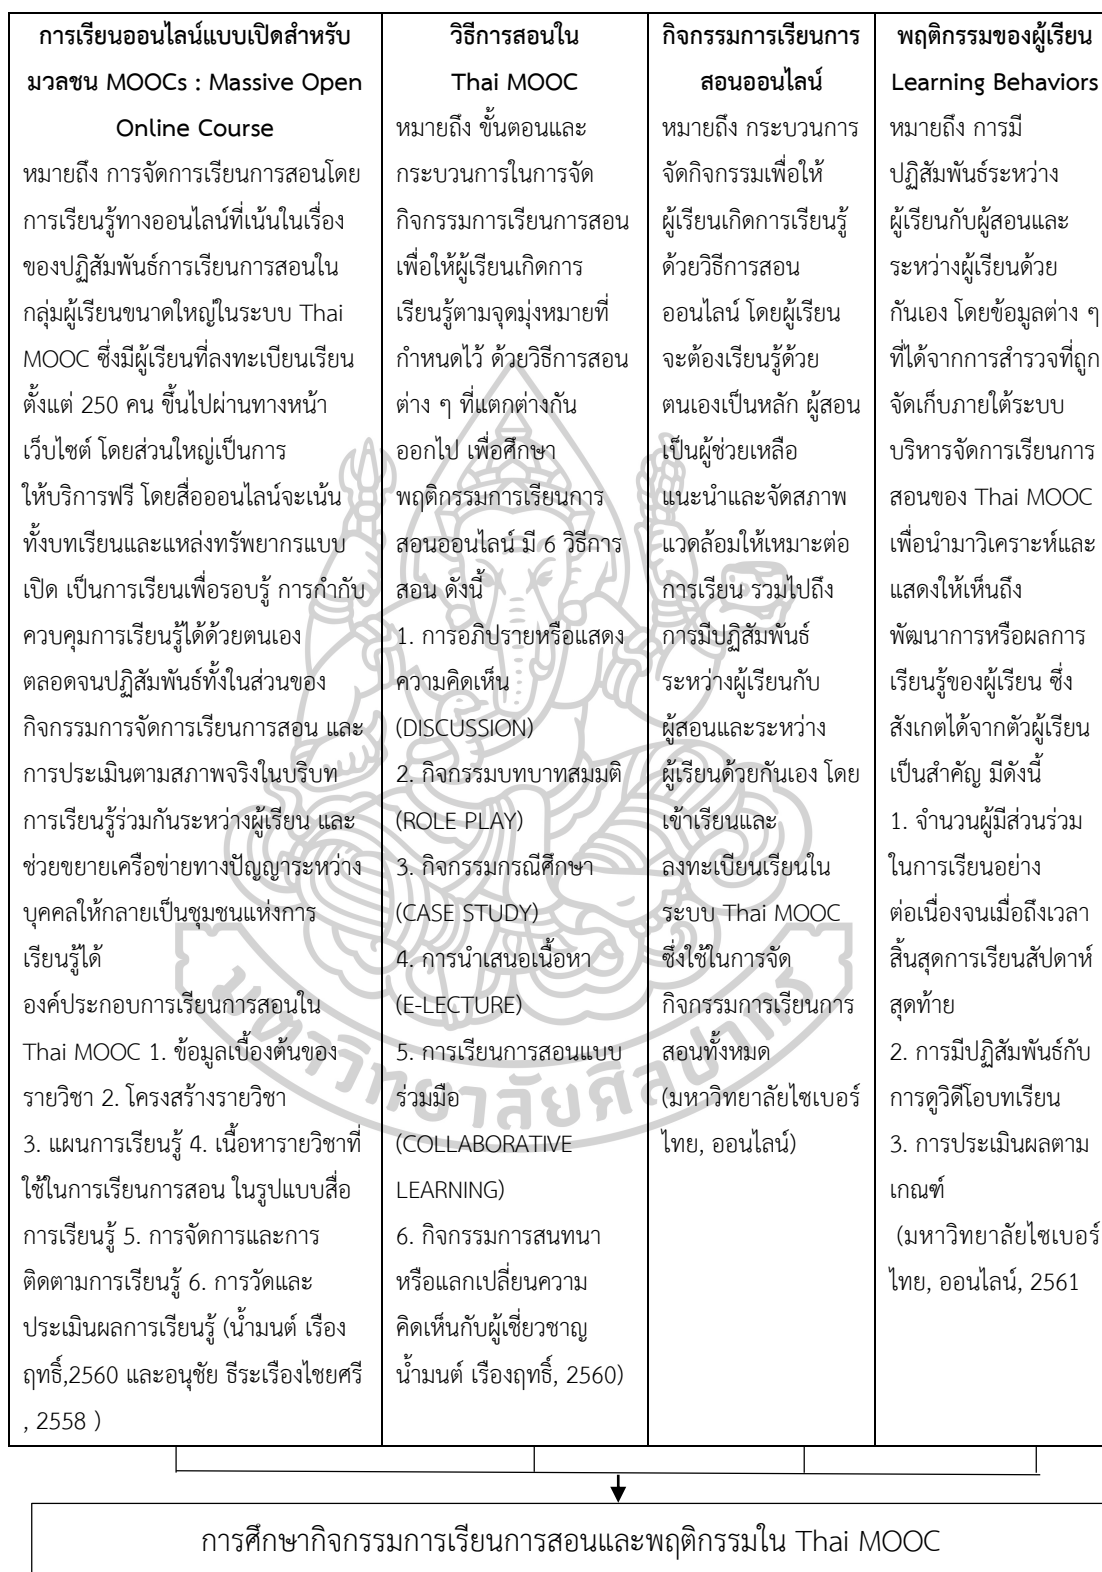 การเรียนออนไลน์แบบเปิดสำหรับ
มวลชน MOOCs : Massive Open
Online Course
หมายถึง การจัดการเรียนการสอนโดย
การเรียนรู้ทางออนไลน์ที่เน้นในเรื่อง
ของปฏิสัมพันธ์การเรียนการสอนใน
กลุ่มผู้เรียนขนาดใหญ่ในระบบ Thai
MOOC ซึ่งมีผู้เรียนที่ลงทะเบียนเรียน
ตั้งแต่ 250 คน ขึ้นไปผ่านทางหน้า
เว็บไซต์ โดยส่วนใหญ่เป็นการ
ให้บริการฟรี โดยสื่อออนไลน์จะเน้น
ทั้งบทเรียนและแหล่งทรัพยากรแบบ
เปิด เป็นการเรียนเพื่อรอบรู้ การกำกับ
ควบคุมการเรียนรู้ได้ด้วยตนเอง
ตลอดจนปฏิสัมพันธ์ทั้งในส่วนของ
กิจกรรมการจัดการเรียนการสอน และ
การประเมินตามสภาพจริงในบริบท
การเรียนรู้ร่วมกันระหว่างผู้เรียน และ
ช่วยขยายเครือข่ายทางปัญญาระหว่าง
บุคคลให้กลายเป็นชุมชนแห่งการ
เรียนรู้ได้
องค์ประกอบการเรียนการสอนใน
Thai MOOC 1. ข้อมูลเบื้องต้นของ
รายวิชา 2. โครงสร้างรายวิชา
3. แผนการเรียนรู้ 4. เนื้อหารายวิชาที่
ใช้ในการเรียนการสอน ในรูปแบบสื่อ
การเรียนรู้ 5. การจัดการและการ
ติดตามการเรียนรู้ 6. การวัดและ
ประเมินผลการเรียนรู้ (น้ำมนต์ เรือง
ฤทธิ์,2560 และอนุชัย ธีระเรืองไชยศรี
, 2558 )
วิธีการสอนใน
Thai MOOC
หมายถึง ขั้นตอนและ
กระบวนการในการจัด
กิจกรรมการเรียนการสอน
เพื่อให้ผู้เรียนเกิดการ
เรียนรู้ตามจุดมุ่งหมายที่
กำหนดไว้ ด้วยวิธีการสอน
ต่าง ๆ ที่แตกต่างกัน
ออกไป เพื่อศึกษา
พฤติกรรมการเรียนการ
สอนออนไลน์ มี 6 วิธีการ
สอน ดังนี้
1. การอภิปรายหรือแสดง
ความคิดเห็น
(DISCUSSION)
2. กิจกรรมบทบาทสมมติ
(ROLE PLAY)
3. กิจกรรมกรณีศึกษา
(CASE STUDY)
4. การนำเสนอเนื้อหา
(E-LECTURE)
5. การเรียนการสอนแบบ
ร่วมมือ
(COLLABORATIVE
LEARNING)
6. กิจกรรมการสนทนา
หรือแลกเปลี่ยนความ
คิดเห็นกับผู้เชี่ยวชาญ
น้ำมนต์ เรืองฤทธิ์, 2560)
กิจกรรมการเรียนการ
สอนออนไลน์
หมายถึง กระบวนการ
จัดกิจกรรมเพื่อให้
ผู้เรียนเกิดการเรียนรู้
ด้วยวิธีการสอน
ออนไลน์ โดยผู้เรียน
จะต้องเรียนรู้ด้วย
ตนเองเป็นหลัก ผู้สอน
เป็นผู้ช่วยเหลือ
แนะนำและจัดสภาพ
แวดล้อมให้เหมาะต่อ
การเรียน รวมไปถึง
การมีปฏิสัมพันธ์
ระหว่างผู้เรียนกับ
ผู้สอนและระหว่าง
ผู้เรียนด้วยกันเอง โดย
เข้าเรียนและ
ลงทะเบียนเรียนใน
ระบบ Thai MOOC
ซึ่งใช้ในการจัด
กิจกรรมการเรียนการ
สอนทั้งหมด
(มหาวิทยาลัยไซเบอร์
ไทย, ออนไลน์)
พฤติกรรมของผู้เรียน
Learning Behaviors
หมายถึง การมี
ปฏิสัมพันธ์ระหว่าง
ผู้เรียนกับผู้สอนและ
ระหว่างผู้เรียนด้วย
กันเอง โดยข้อมูลต่าง ๆ
ที่ได้จากการสำรวจที่ถูก
จัดเก็บภายใต้ระบบ
บริหารจัดการเรียนการ
สอนของ Thai MOOC
เพื่อนำมาวิเคราะห์และ
แสดงให้เห็นถึง
พัฒนาการหรือผลการ
เรียนรู้ของผู้เรียน ซึ่ง
สังเกตได้จากตัวผู้เรียน
เป็นสำคัญ มีดังนี้
1. จำนวนผู้มีส่วนร่วม
ในการเรียนอย่าง
ต่อเนื่องจนเมื่อถึงเวลา
สิ้นสุดการเรียนสัปดาห์
สุดท้าย
2. การมีปฏิสัมพันธ์กับ
การดูวิดีโอบทเรียน
3. การประเมินผลตาม
เกณฑ์
(มหาวิทยาลัยไซเบอร์
ไทย, ออนไลน์, 2561
มหาวิทยาลัยศิลปากร
การศึกษากิจกรรมการเรียนการสอนและพฤติกรรมใน Thai MOOC